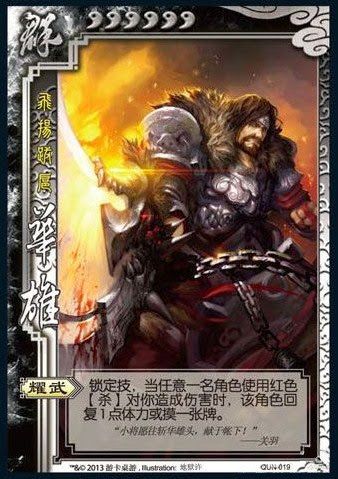 群
飛揚跋扈
華雄
耀武
锁定技，当任意一名角色使用红色
【杀】对你造成伤害时，该角色回
复1点体力或摸一张牌。
“小将愿往斩华雄头，献于帐下！”
——关羽
™&© 2013 游卡桌游，Illustration: 地狱许
QUN-019